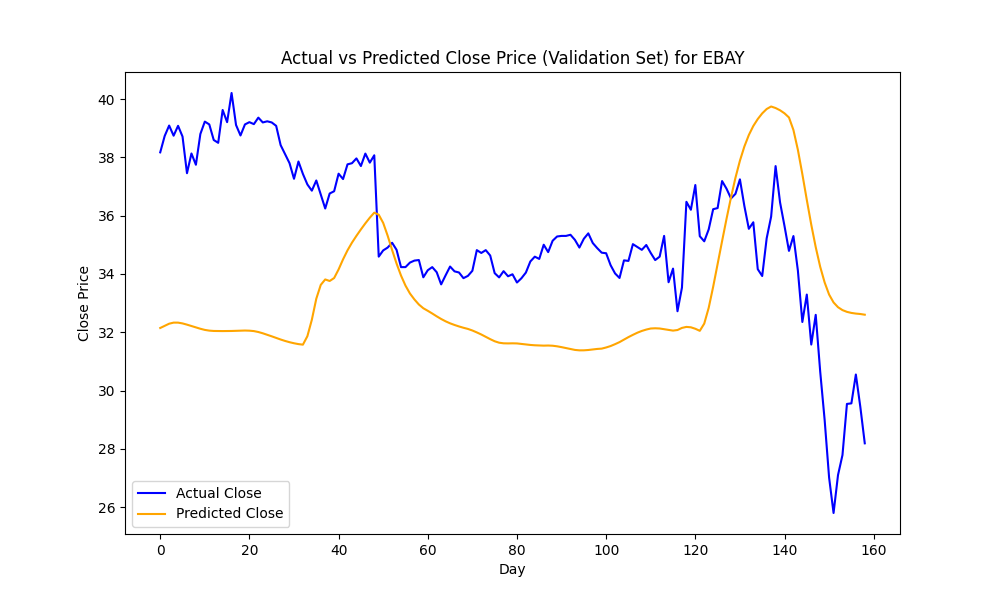 Actual vs Predicted Close Price (Validation Set) for EBAY
Close Price
40
38
36
34
32
30
28
26
Actual Close
Predicted Close
0 20 40 60 80 100 120 140 160
Day